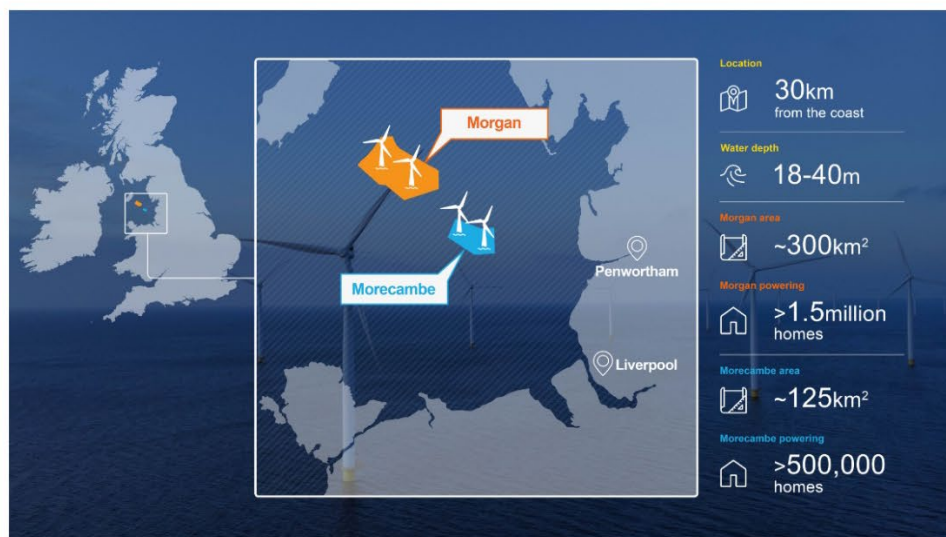 Morgan
Morecambe
Penwortham
Liverpool
Location
30km
from the coast
Water depth
18-40m
Morgan area
~300km²
Morgan powering
>1.5million
homes
Morecambe area
~125km²
Morecambe powering
>500,000
homes